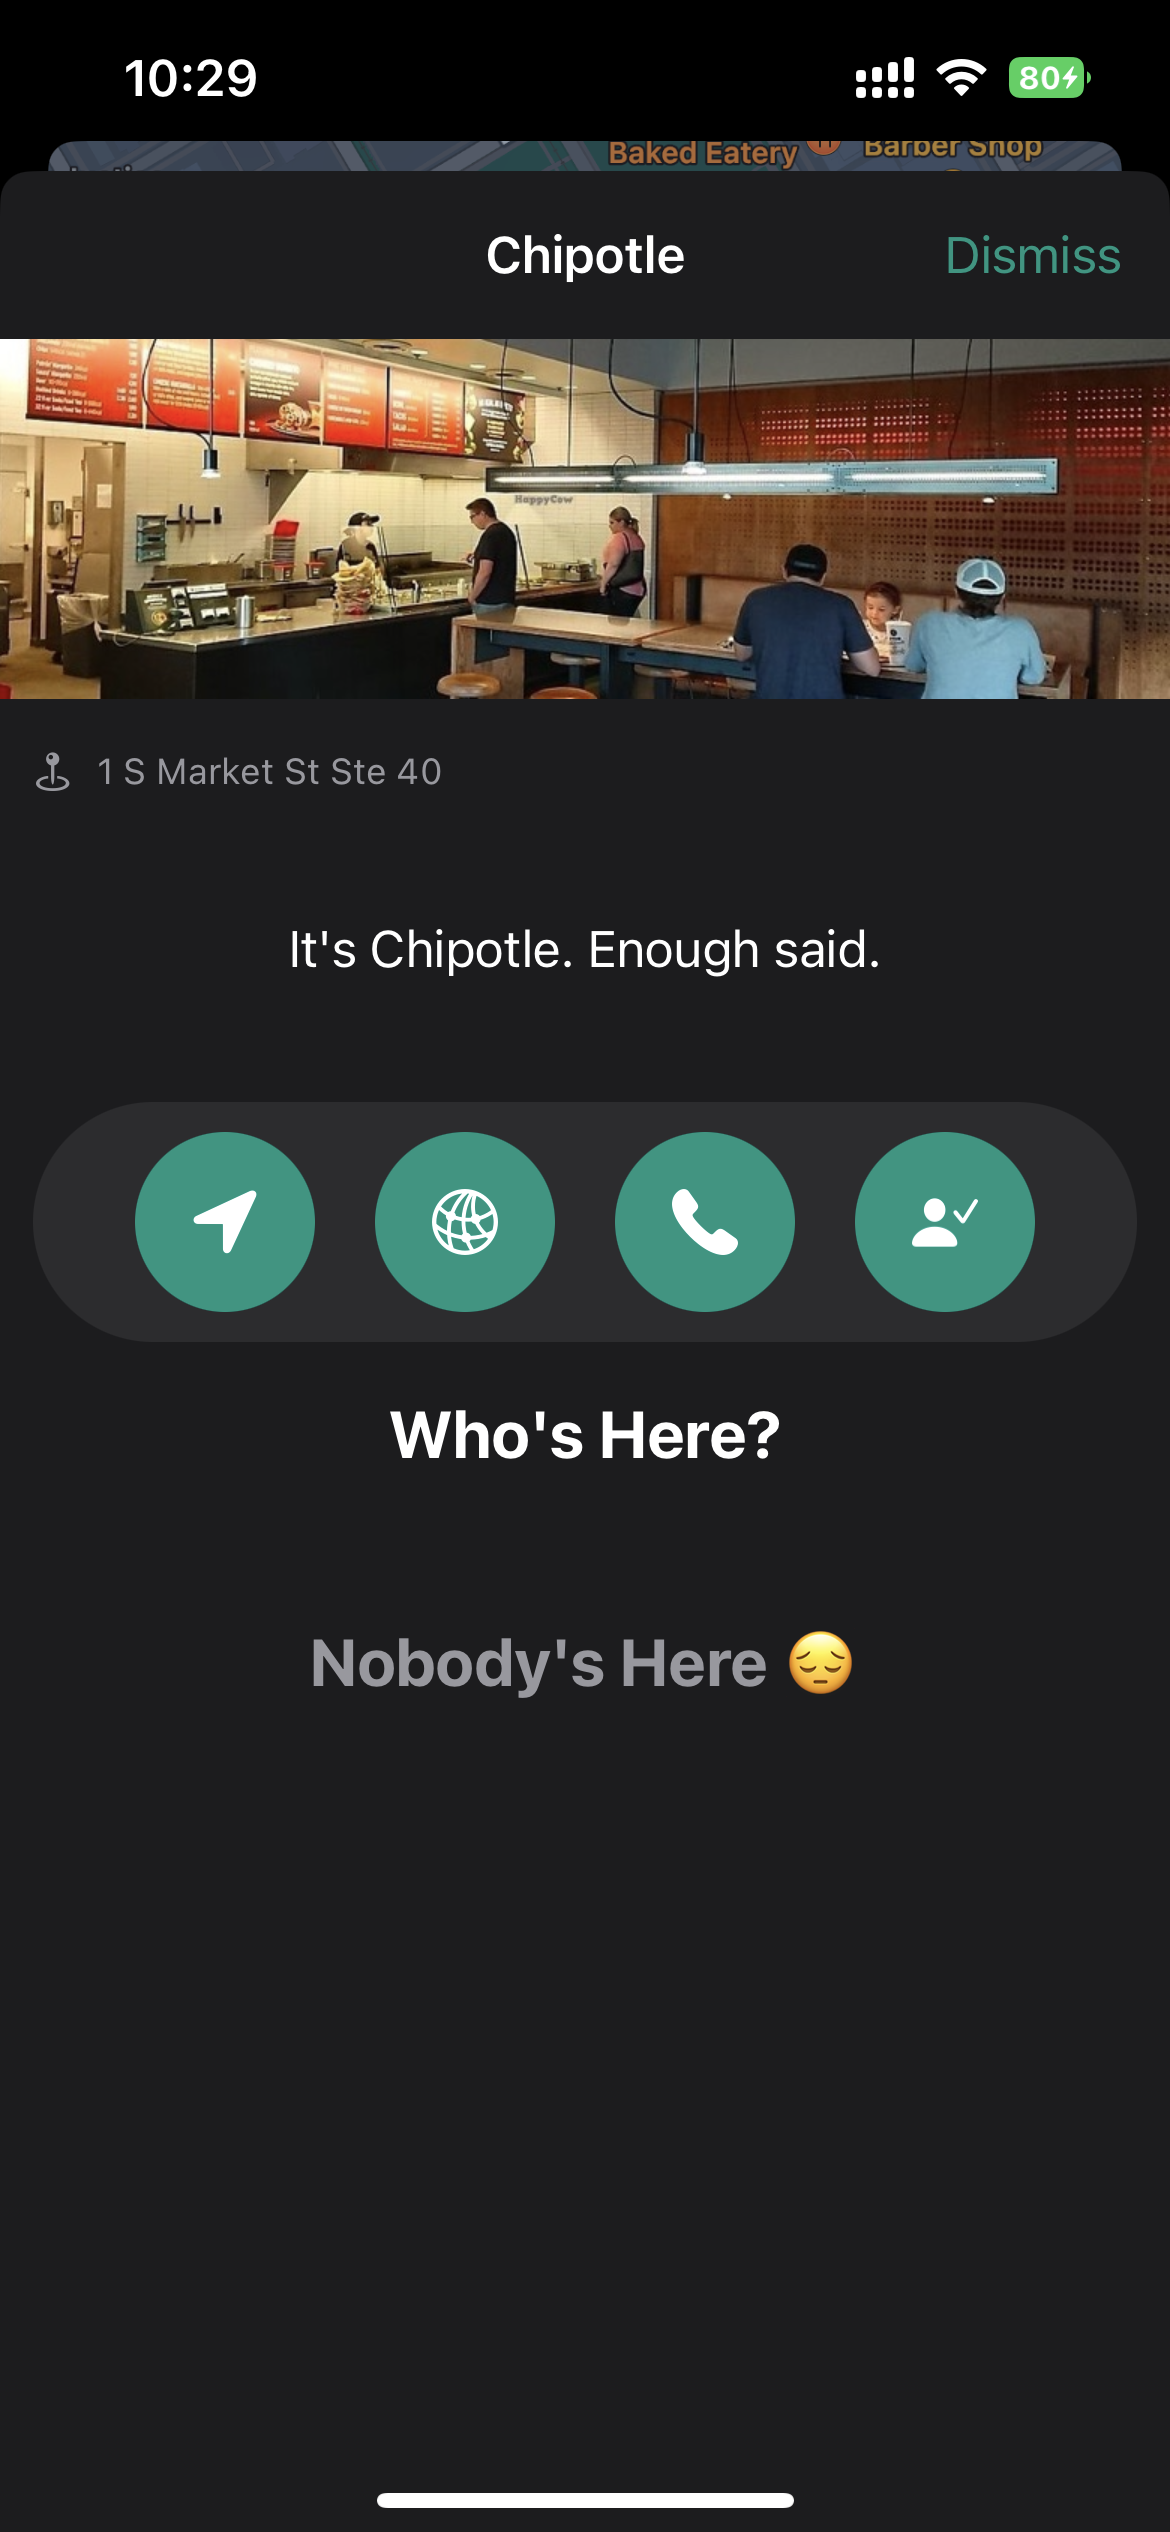 10:29
80
Baked Eatery
Barber Shop
Chipotle
Dismiss
HappyCow
1 S Market St Ste 40
It's Chipotle. Enough said.
Who's Here?
Nobody's Here 😔